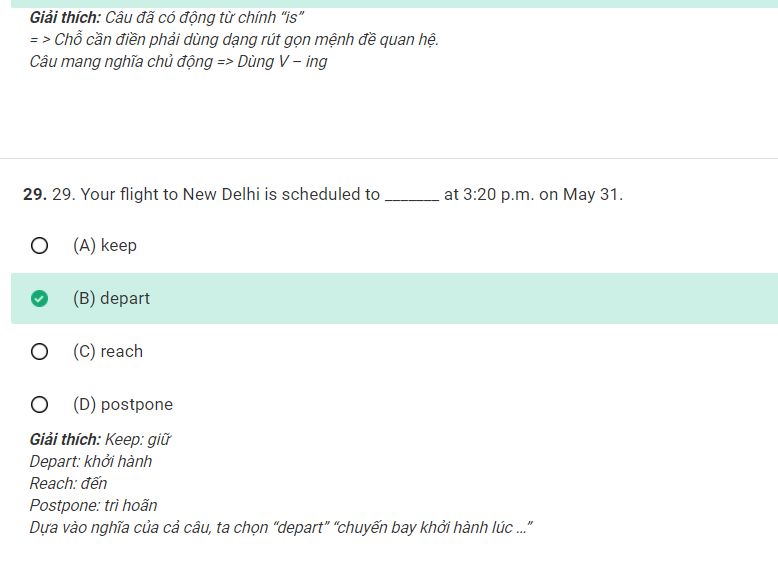 Giải thích: Câu đã có động từ chính “is”
= > Chỗ cần điền phải dùng dạng rút gọn mệnh đề quan hệ.
Câu mang nghĩa chủ động => Dùng V – ing
29. 29. Your flight to New Delhi is scheduled to _______ at 3:20 p.m. on May 31.
(A) keep
(B) depart
(C) reach
(D) postpone
Giải thích: Keep: giữ
Depart: khởi hành
Reach: đến
Postpone: trì hoãn
Dựa vào nghĩa của cả câu, ta chọn “depart” “chuyến bay khởi hành lúc ...”